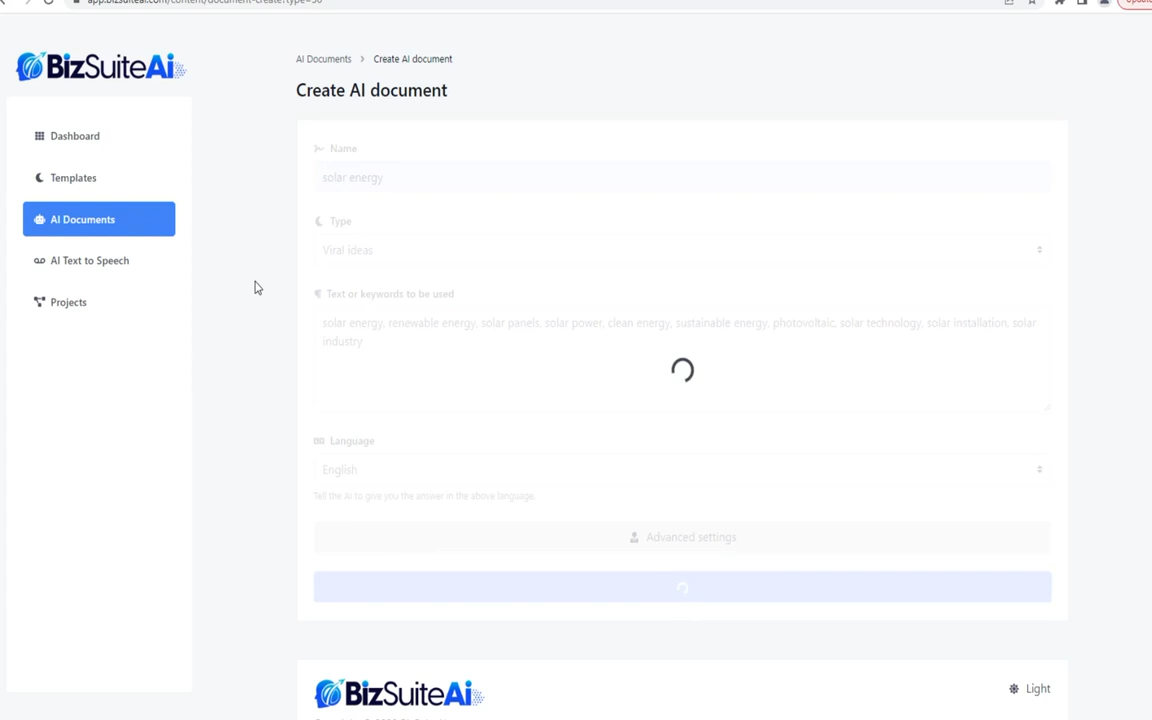 app.bizsuiteai.com/content/document-create?type=
BizSuiteAi
Dashboard
Templates
AI Documents
AI Text to Speech
Projects
AI Documents > Create AI document
Create AI document
Name
solar energy
Type
Viral ideas
Text or keywords to be used
solar energy, renewable energy, solar panels, solar power, clean energy, sustainable energy, photovoltaic, solar technology, solar installation, solar
industry
Language
English
Tell the AI to give you the answer in the above language.
Advanced settings
BizSuiteAi
Light